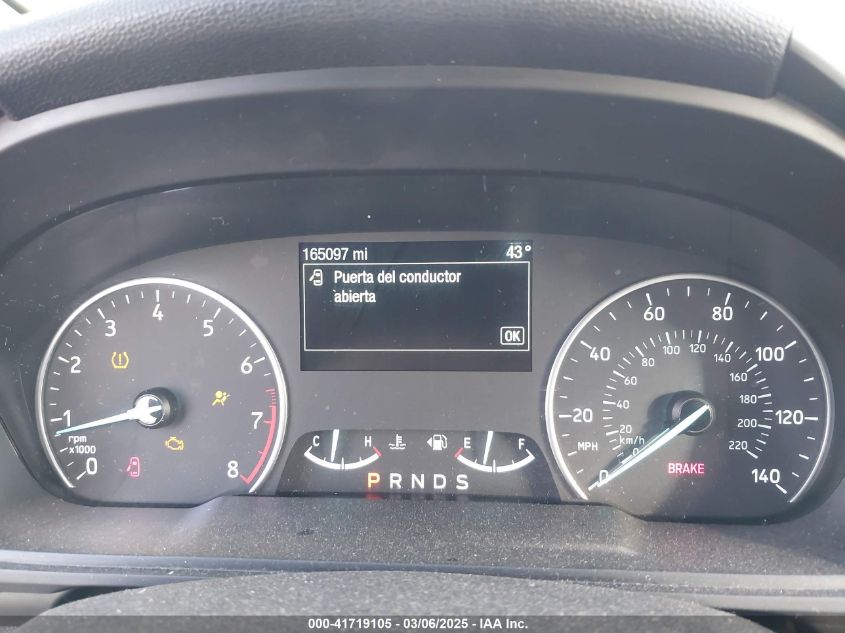 165097 mi 43°
Puerta del conductor
abierta
OK
0 1 2 3 4 5 6 7 8
rpm
x1000
C H E F
P R N D S
0 20 40 60 80 100 120 140
MPH
km/h
0 20 40 60 80 100 120 140 160 180 200 220
BRAKE
000-41719105 - 03/06/2025 - IAA Inc.